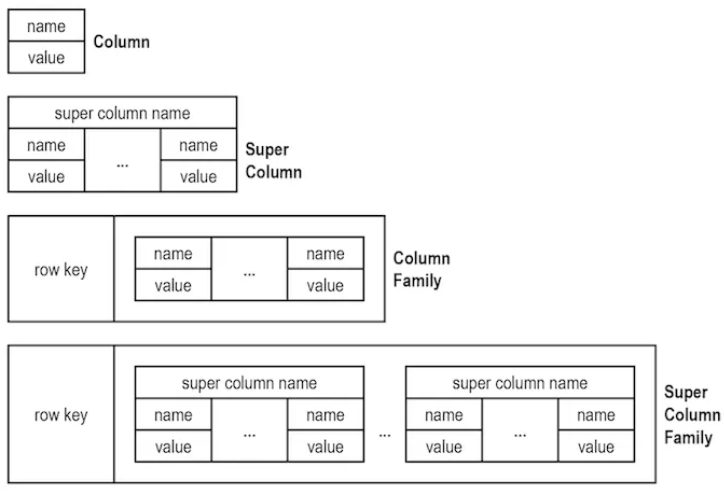 name
value
Column
super column name
name ... name
value value
Super
Column
row key
name ... name
value value
Column
Family
row key
super column name
name ... name
value value
...
super column name
name ... name
value value
Super
Column
Family